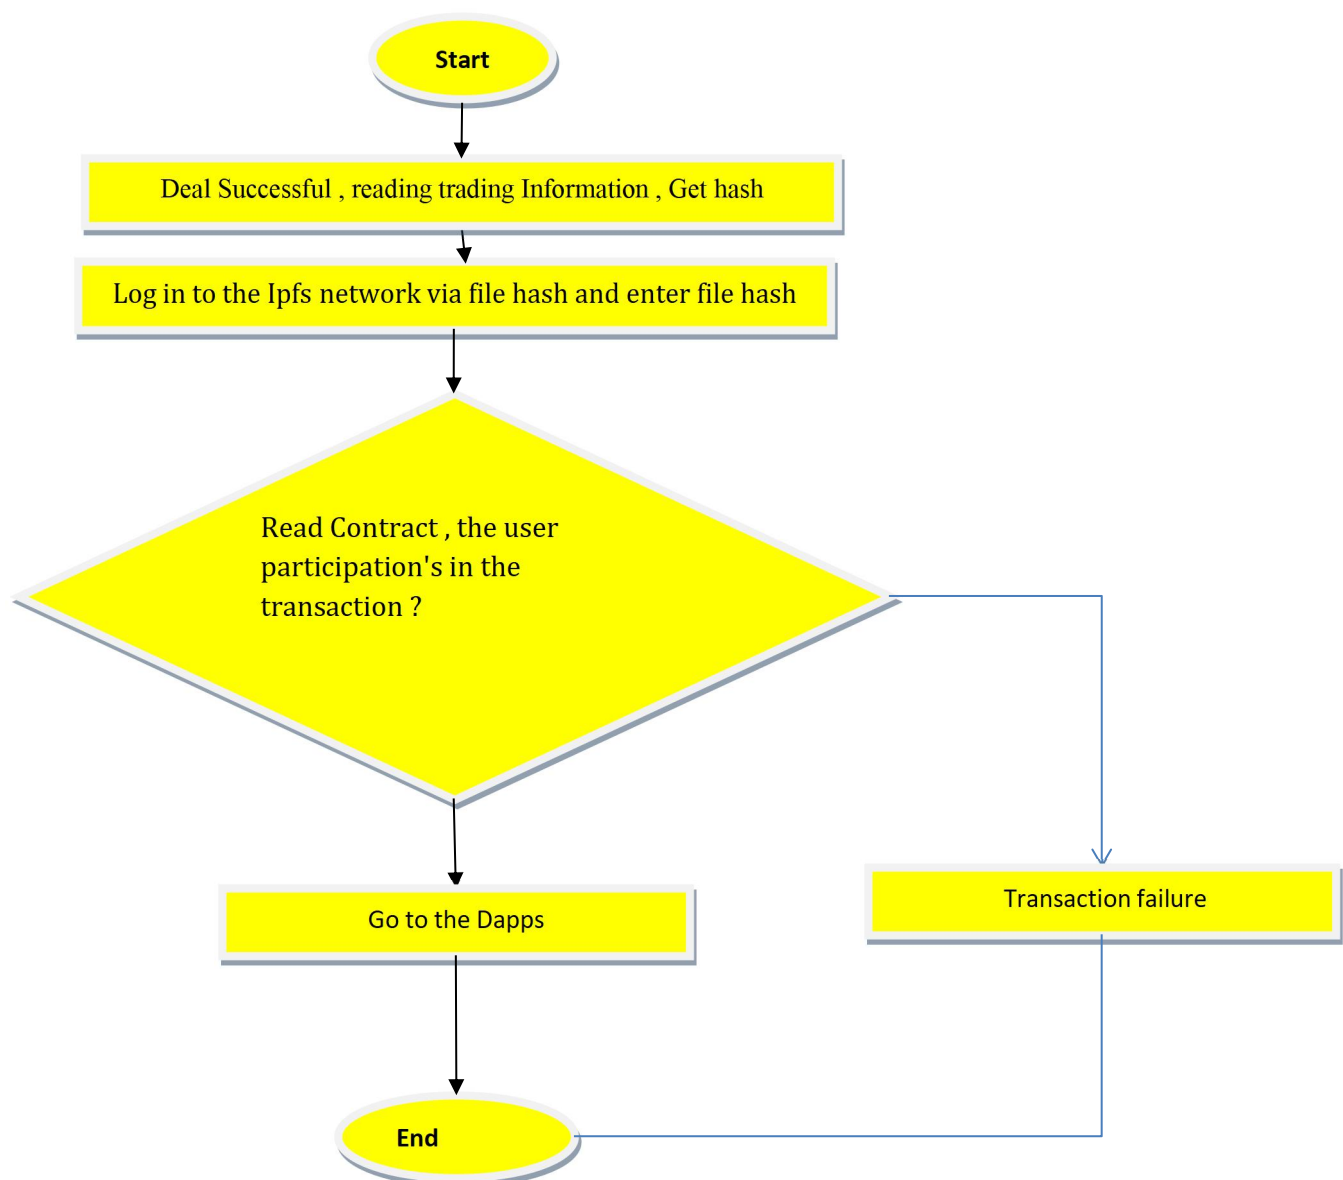 Start
Deal Successful , reading trading Information , Get hash
Log in to the Ipfs network via file hash and enter file hash
Read Contract , the user
participation's in the
transaction ?
Go to the Dapps
Transaction failure
End